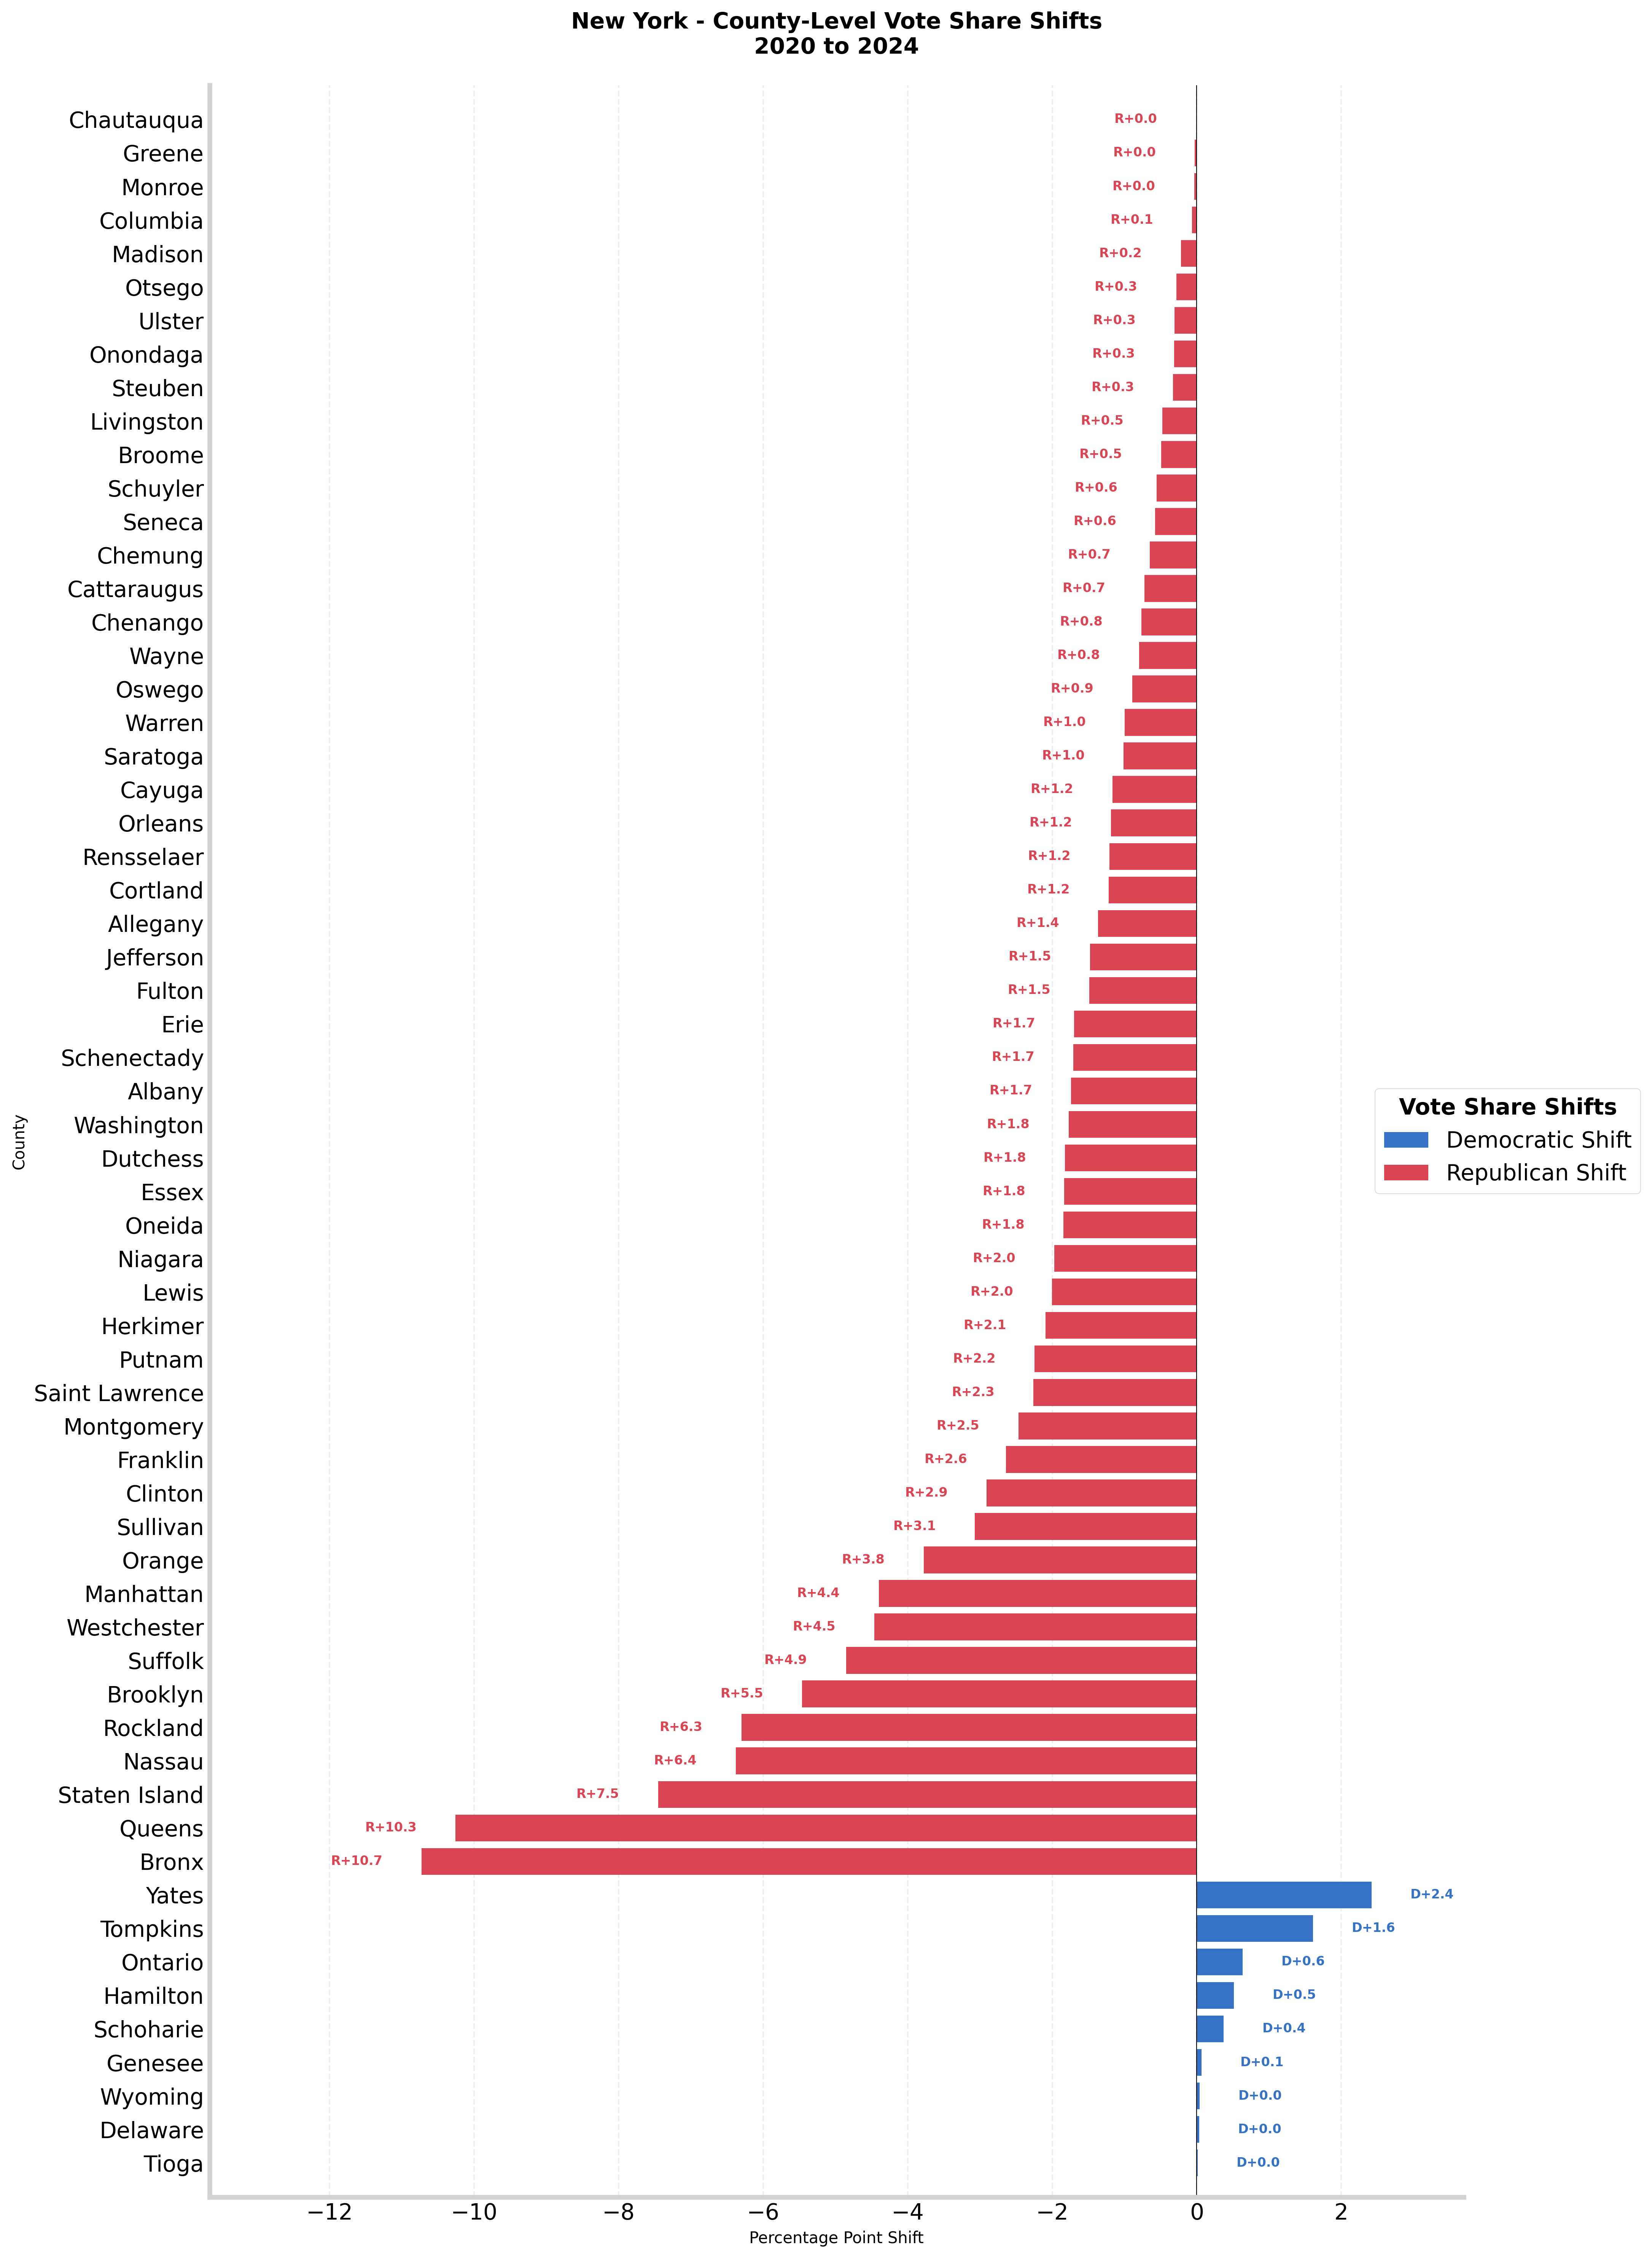 New York - County-Level Vote Share Shifts
2020 to 2024
Chautauqua R+0.0
Greene R+0.0
Monroe R+0.0
Columbia R+0.1
Madison R+0.2
Otsego R+0.3
Ulster R+0.3
Onondaga R+0.3
Steuben R+0.3
Livingston R+0.5
Broome R+0.5
Schuyler R+0.6
Seneca R+0.6
Chemung R+0.7
Cattaraugus R+0.7
Chenango R+0.8
Wayne R+0.8
Oswego R+0.9
Warren R+1.0
Saratoga R+1.0
Cayuga R+1.2
Orleans R+1.2
Rensselaer R+1.2
Cortland R+1.2
Allegany R+1.4
Jefferson R+1.5
Fulton R+1.5
Erie R+1.7
Schenectady R+1.7
Albany R+1.7
Washington R+1.8
Dutchess R+1.8
Essex R+1.8
Oneida R+1.8
Niagara R+2.0
Lewis R+2.0
Herkimer R+2.1
Putnam R+2.2
Saint Lawrence R+2.3
Montgomery R+2.5
Franklin R+2.6
Clinton R+2.9
Sullivan R+3.1
Orange R+3.8
Manhattan R+4.4
Westchester R+4.5
Suffolk R+4.9
Brooklyn R+5.5
Rockland R+6.3
Nassau R+6.4
Staten Island R+7.5
Queens R+10.3
Bronx R+10.7
Yates D+2.4
Tompkins D+1.6
Ontario D+0.6
Hamilton D+0.5
Schoharie D+0.4
Genesee D+0.1
Wyoming D+0.0
Delaware D+0.0
Tioga D+0.0
−12 −10 −8 −6 −4 −2 0 2
Percentage Point Shift
County
Vote Share Shifts
Democratic Shift
Republican Shift